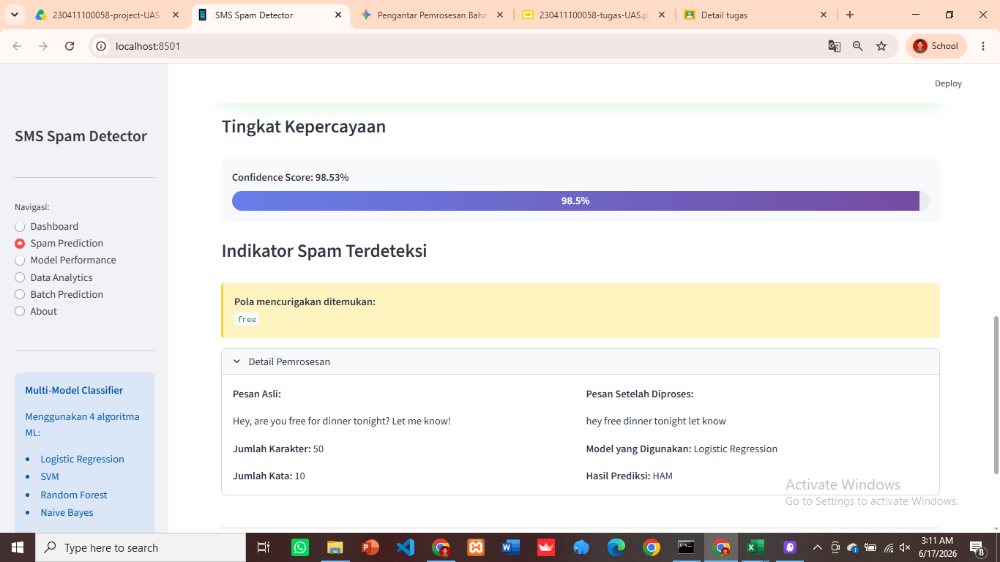 230411100058-project-UAS
SMS Spam Detector
Pengantar Pemrosesan Baha
230411100058-tugas-UAS.p
Detail tugas
localhost:8501
School
Deploy
SMS Spam Detector
Navigasi:
Dashboard
Spam Prediction
Model Performance
Data Analytics
Batch Prediction
About
Multi-Model Classifier
Menggunakan 4 algoritma
ML:
Logistic Regression
SVM
Random Forest
Naive Bayes
Tingkat Kepercayaan
Confidence Score: 98.53%
98.5%
Indikator Spam Terdeteksi
Pola mencurigakan ditemukan:
free
Detail Pemrosesan
Pesan Asli:
Hey, are you free for dinner tonight? Let me know!
Jumlah Karakter: 50
Jumlah Kata: 10
Pesan Setelah Diproses:
hey free dinner tonight let know
Model yang Digunakan: Logistic Regression
Hasil Prediksi: HAM
Activate Windows
Go to Settings to activate Windows.
Type here to search
3:11 AM
6/17/2026
8